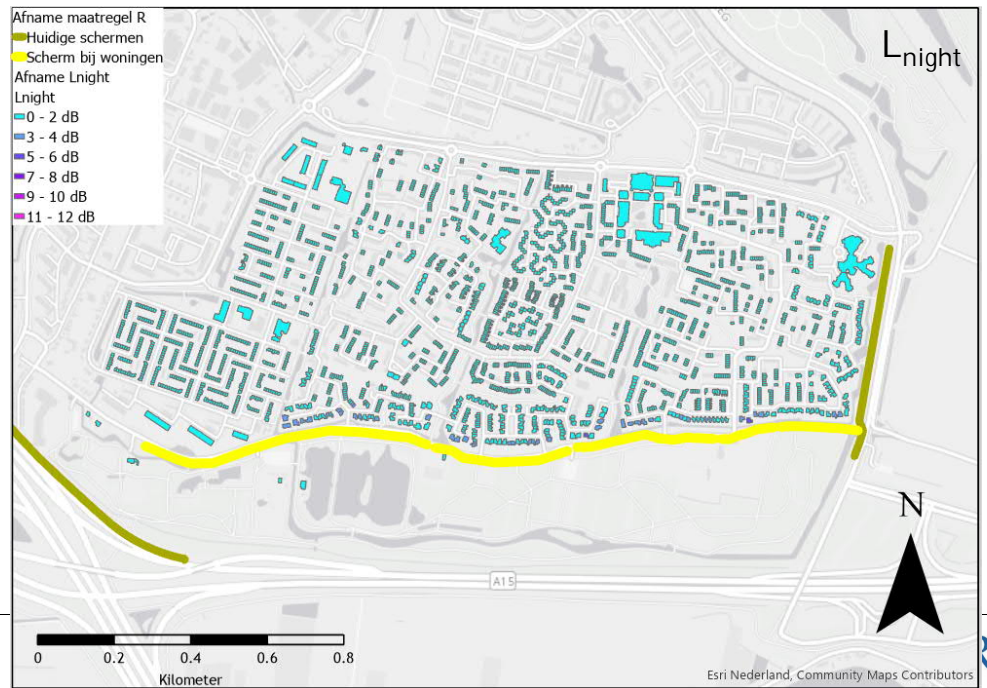 Afname maatregel R
Huidige schermen
Scherm bij woningen
Afname Lnight
Lnight
0 - 2 dB
3 - 4 dB
5 - 6 dB
7 - 8 dB
9 - 10 dB
11 - 12 dB
Lnight
A15
N
0 0.2 0.4 0.6 0.8
Kilometer
Esri Nederland, Community Maps Contributors